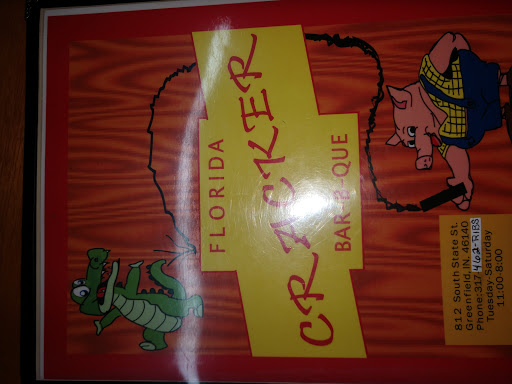 FLORIDA
CRACKER
BAR-B-QUE
812 South State St.
Greenfield, IN. 46140
Phone:317 462-RIBS
Tuesday-Saturday
11:00-8:00